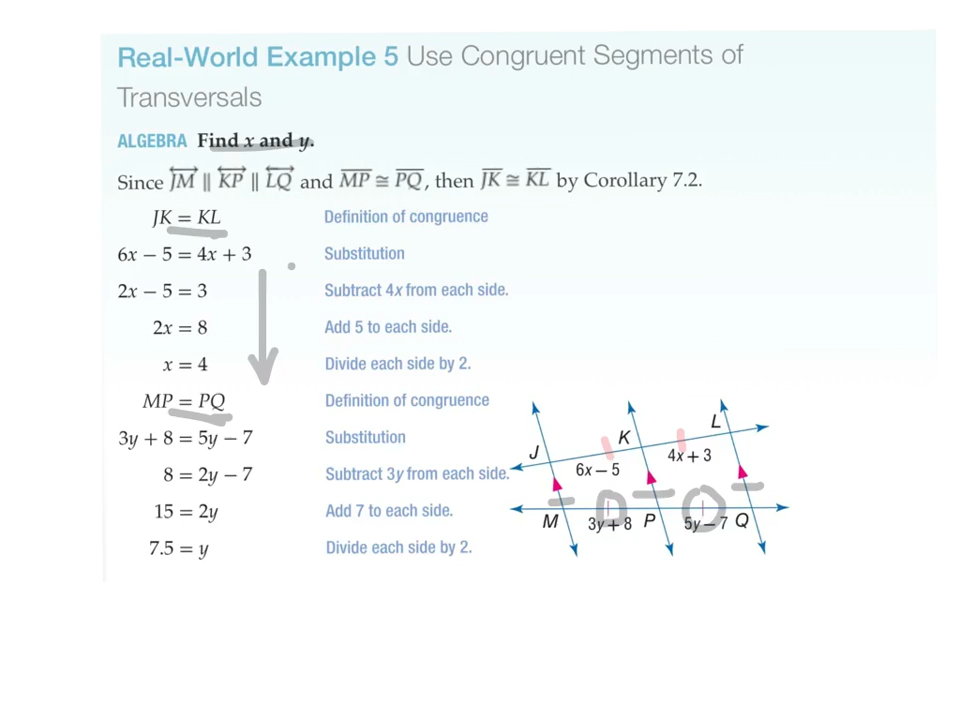 Real-World Example 5 Use Congruent Segments of
Transversals
ALGEBRA Find x and y.
Since JM ∥ KP ∥ LQ and MP ≅ PQ, then JK ≅ KL by Corollary 7.2.
JK = KL Definition of congruence
6x − 5 = 4x + 3 Substitution
2x − 5 = 3 Subtract 4x from each side.
2x = 8 Add 5 to each side.
x = 4 Divide each side by 2.
MP = PQ Definition of congruence
3y + 8 = 5y − 7 Substitution
8 = 2y − 7 Subtract 3y from each side.
15 = 2y Add 7 to each side.
7.5 = y Divide each side by 2.
J K L
6x − 5 4x + 3
M 3y + 8 P 5y − 7 Q